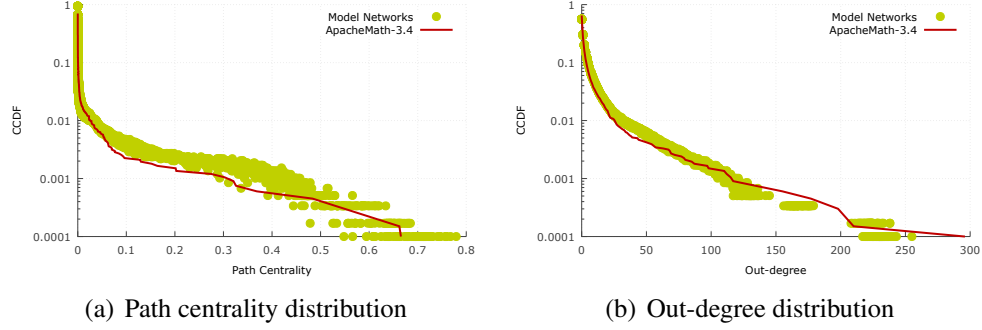 Model Networks
ApacheMath-3.4
CCDF
1
0.1
0.01
0.001
0.0001
0 0.1 0.2 0.3 0.4 0.5 0.6 0.7 0.8
Path Centrality
(a) Path centrality distribution
Model Networks
ApacheMath-3.4
CCDF
1
0.1
0.01
0.001
0.0001
0 50 100 150 200 250 300
Out-degree
(b) Out-degree distribution